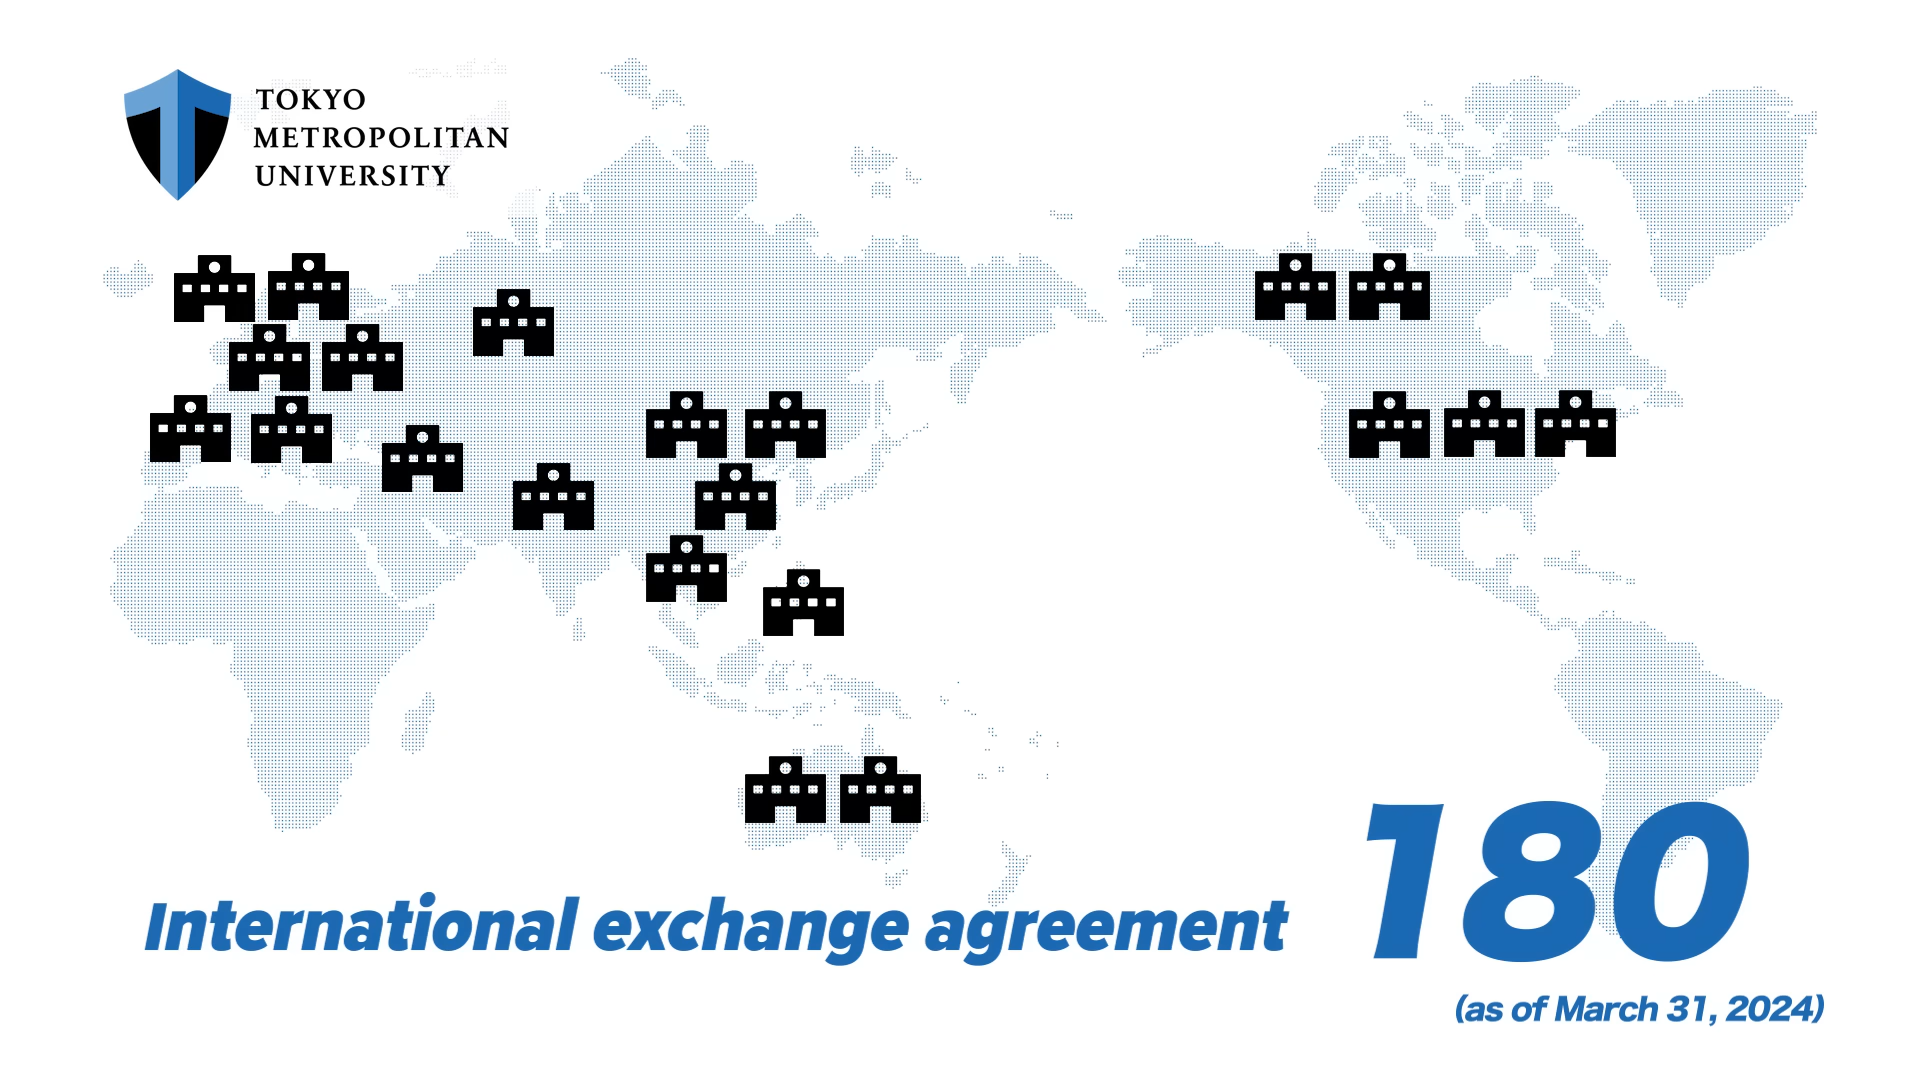 TOKYO
METROPOLITAN
UNIVERSITY
International exchange agreement 180
(as of March 31, 2024)